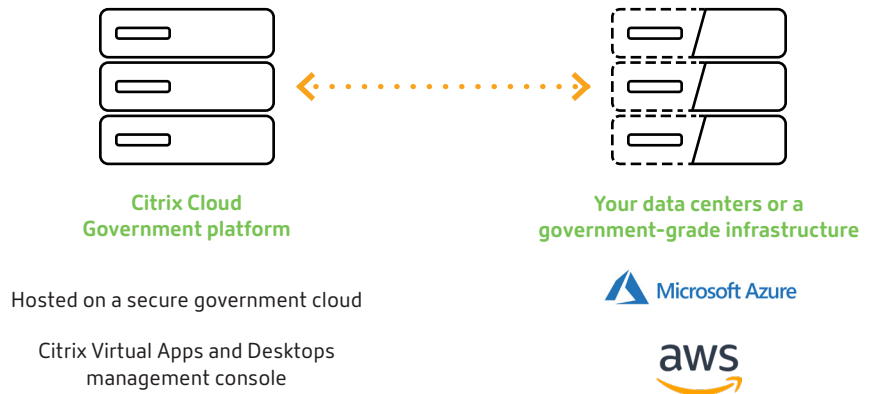 Citrix Cloud
Government platform
Hosted on a secure government cloud
Citrix Virtual Apps and Desktops
management console
Your data centers or a
government-grade infrastructure
Microsoft Azure
aws